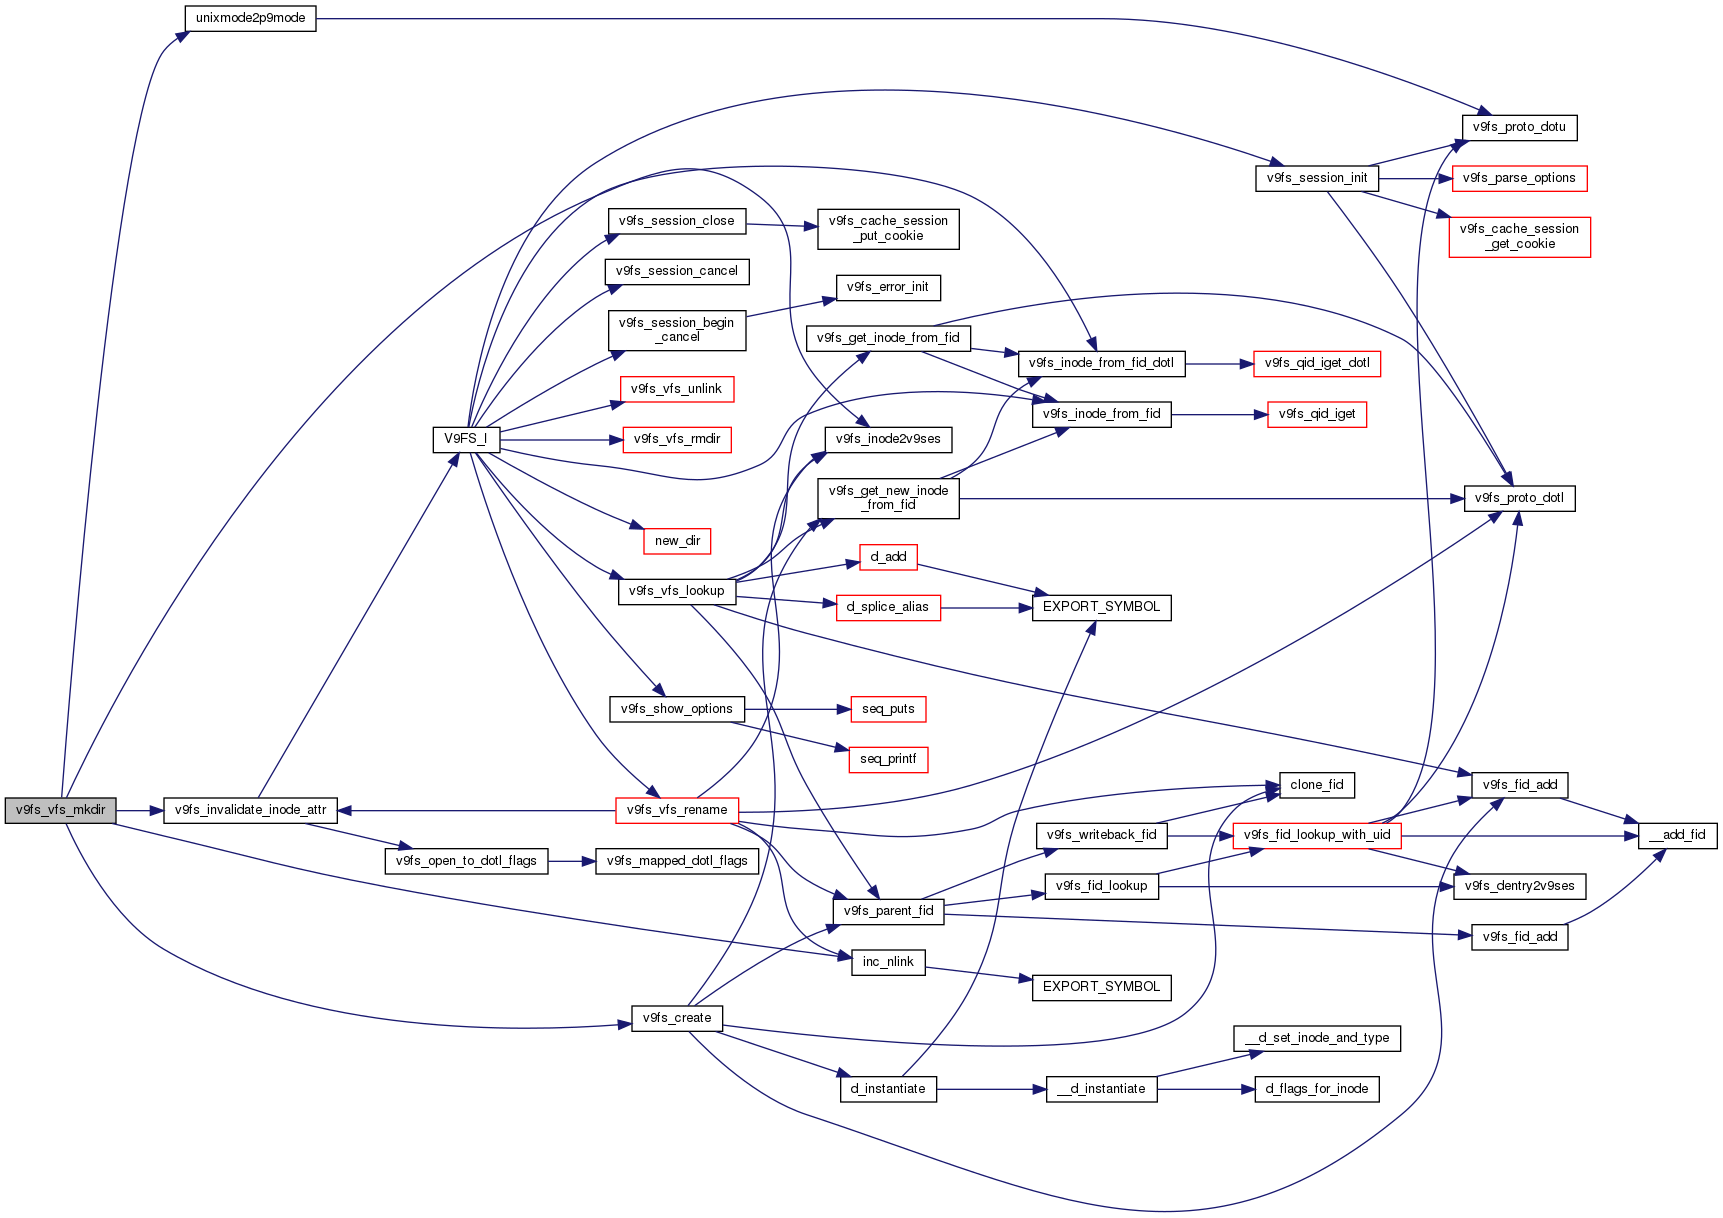 unixmode2p9mode
v9fs_proto_dotu
v9fs_session_init
v9fs_parse_options
v9fs_session_close
v9fs_cache_session
_put_cookie
v9fs_cache_session
_get_cookie
v9fs_session_cancel
v9fs_error_init
v9fs_session_begin
_cancel
v9fs_get_inode_from_fid
v9fs_inode_from_fid_dotl
v9fs_qid_iget_dotl
v9fs_vfs_unlink
v9fs_inode_from_fid
v9fs_qid_iget
V9FS_I
v9fs_vfs_rmdir
v9fs_inode2v9ses
v9fs_get_new_inode
_from_fid
v9fs_proto_dotl
new_dir
d_add
v9fs_vfs_lookup
d_splice_alias
EXPORT_SYMBOL
v9fs_show_options
seq_puts
seq_printf
clone_fid
v9fs_fid_add
v9fs_vfs_mkdir
v9fs_invalidate_inode_attr
v9fs_vfs_rename
v9fs_writeback_fid
v9fs_fid_lookup_with_uid
__add_fid
v9fs_open_to_dotl_flags
v9fs_mapped_dotl_flags
v9fs_fid_lookup
v9fs_dentry2v9ses
v9fs_parent_fid
v9fs_fid_add
inc_nlink
EXPORT_SYMBOL
v9fs_create
__d_set_inode_and_type
d_instantiate
__d_instantiate
d_flags_for_inode